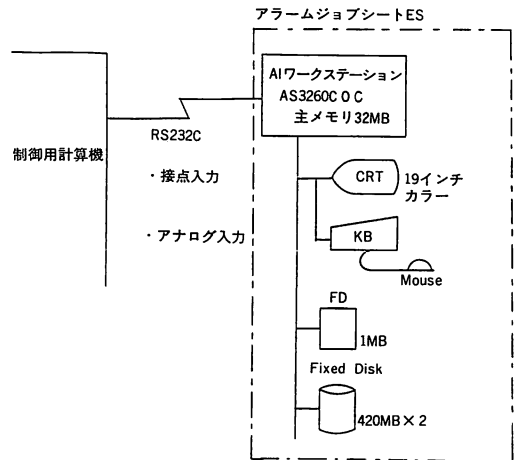 アラームジョブシートES
AIワークステーション
AS3260C O C
主メモリ32MB
RS232C
制御用計算機
・接点入力
・アナログ入力
CRT
19インチ
カラー
KB
Mouse
FD
1MB
Fixed Disk
420MB×2